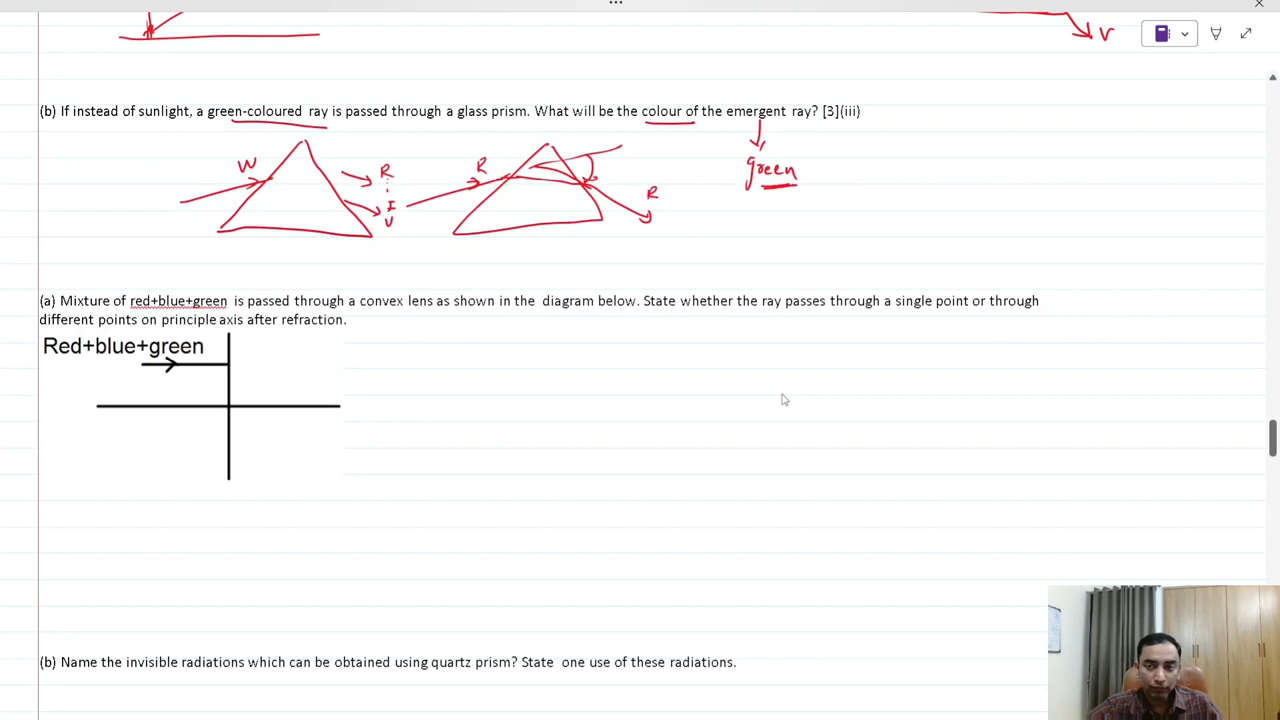 V
(b) If instead of sunlight, a green-coloured ray is passed through a glass prism. What will be the colour of the emergent ray? [3](iii)
W
R
I
V
R
R
green
(a) Mixture of red+blue+green is passed through a convex lens as shown in the diagram below. State whether the ray passes through a single point or through
different points on principle axis after refraction.
Red+blue+green
(b) Name the invisible radiations which can be obtained using quartz prism? State one use of these radiations.